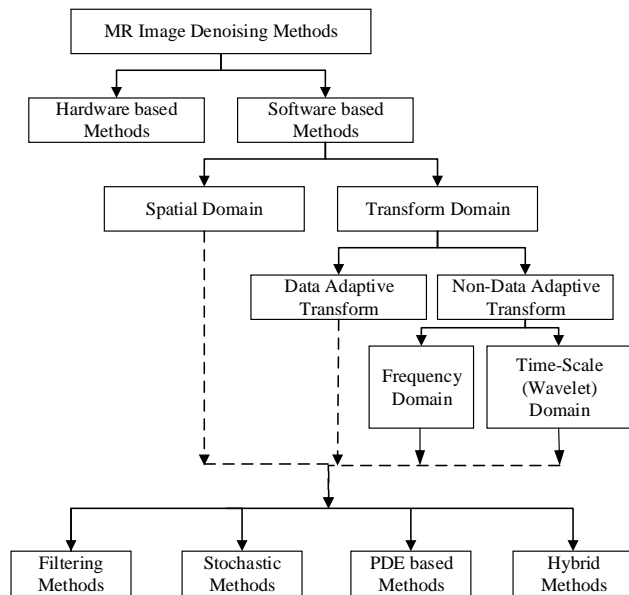 MR Image Denoising Methods
Hardware based
Methods
Software based
Methods
Spatial Domain
Transform Domain
Data Adaptive
Transform
Non-Data Adaptive
Transform
Frequency
Domain
Time-Scale
(Wavelet)
Domain
Filtering
Methods
Stochastic
Methods
PDE based
Methods
Hybrid
Methods